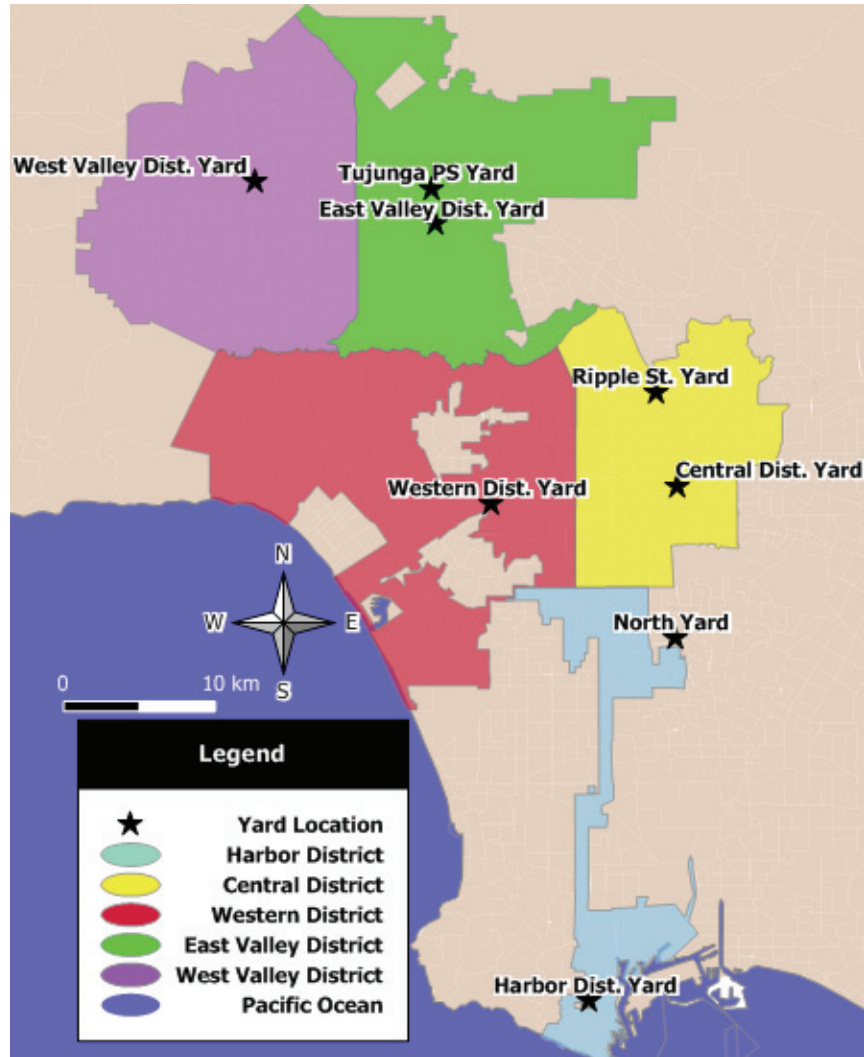 West Valley Dist. Yard
Tujunga PS Yard
East Valley Dist. Yard
Ripple St. Yard
Central Dist. Yard
Western Dist. Yard
N
W
E
S
North Yard
0
10 km
Legend
Yard Location
Harbor District
Central District
Western District
East Valley District
West Valley District
Pacific Ocean
Harbor Dist. Yard